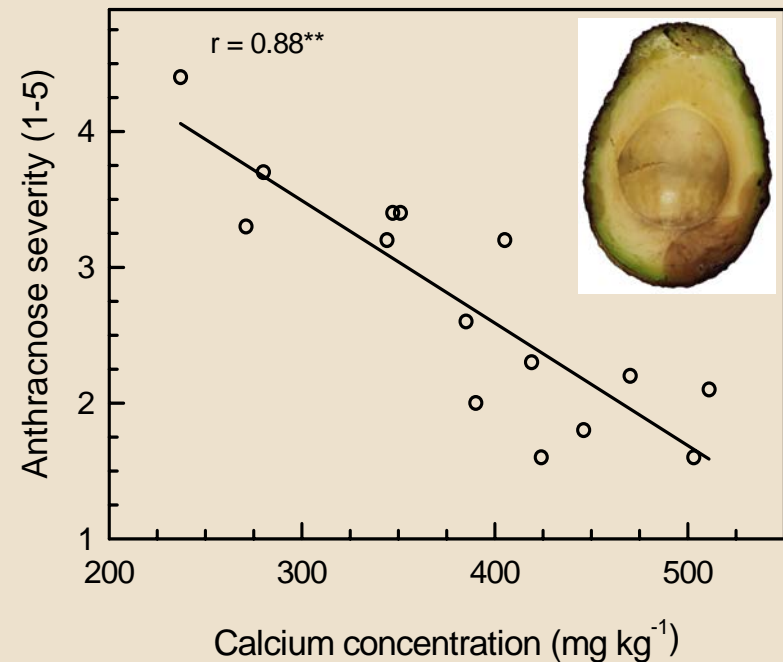 r = 0.88**
Anthracnose severity (1-5)
4
3
2
1
200 300 400 500
Calcium concentration (mg kg⁻¹)